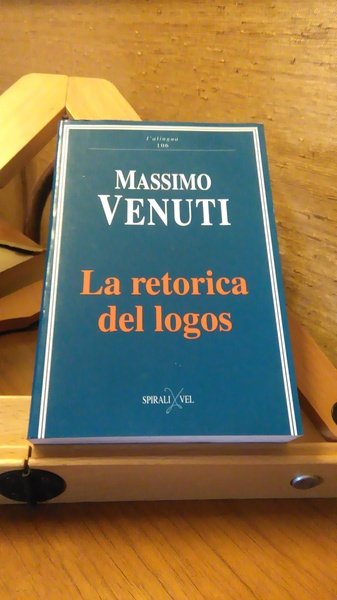 l'alingua
106
MASSIMO
VENUTI
La retorica
del logos
SPIRALI VEL